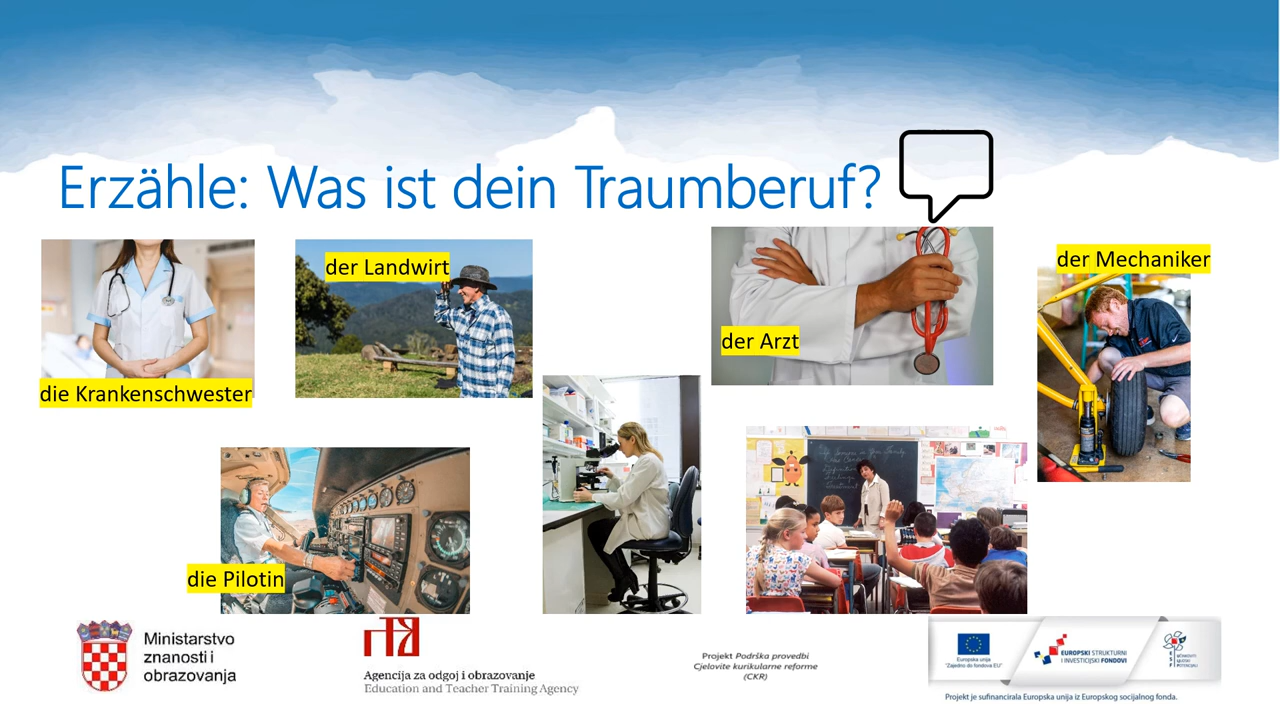 Erzähle: Was ist dein Traumberuf?
der Landwirt
der Mechaniker
der Arzt
die Krankenschwester
die Pilotin
Ministarstvo
znanosti i
obrazovanja
Agencija za odgoj i obrazovanje
Education and Teacher Training Agency
Projekt Podrška provedbi
Cjelovite kurikularne reforme
(CKR)
Europska unija
"Zajedno do fondova EU"
EUROPSKI STRUKTURNI
I INVESTICIJSKI FONDOVI
Projekt je sufinancirala Europska unija iz Europskog socijalnog fonda.